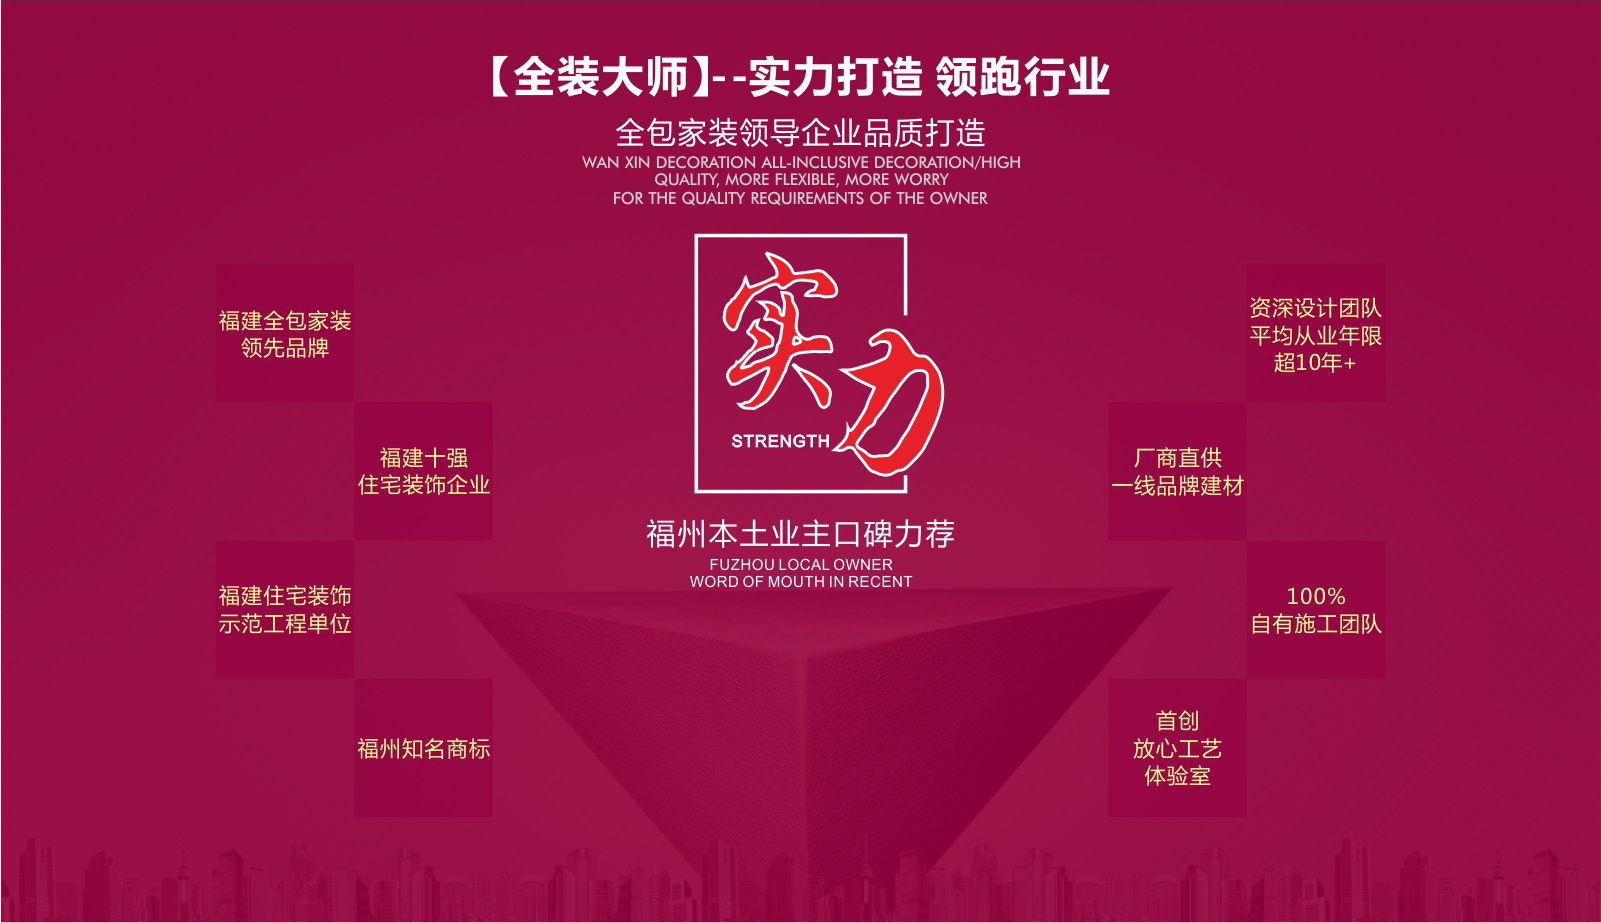 【全装大师】--实力打造 领跑行业
全包家装领导企业品质打造
WAN XIN DECORATION ALL-INCLUSIVE DECORATION/HIGH
QUALITY, MORE FLEXIBLE, MORE WORRY
FOR THE QUALITY REQUIREMENTS OF THE OWNER
实力
STRENGTH
福州本土业主口碑力荐
FUZHOU LOCAL OWNER
WORD OF MOUTH IN RECENT
福建全包家装
领先品牌
福建十强
住宅装饰企业
福建住宅装饰
示范工程单位
福州知名商标
资深设计团队
平均从业年限
超10年+
厂商直供
一线品牌建材
100%
自有施工团队
首创
放心工艺
体验室